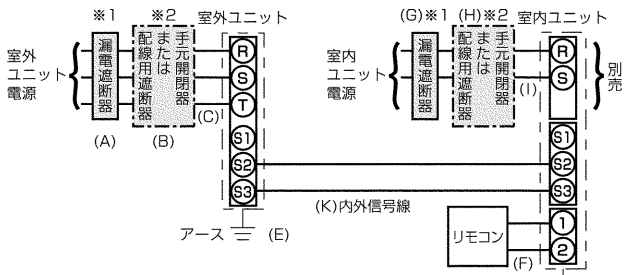 ※1
※2
室外ユニット
(G)※1
(H)※2
室内ユニット
室外
ユニット
電源
漏電遮断器
手元開閉器
または
配線用遮断器
R
S
T
(A)
(B)
(C)
室内
ユニット
電源
漏電遮断器
手元開閉器
または
配線用遮断器
R
S
(I)
別売
S1
S2
S3
S1
S2
S3
(K)内外信号線
アース
(E)
リモコン
(F)
1
2